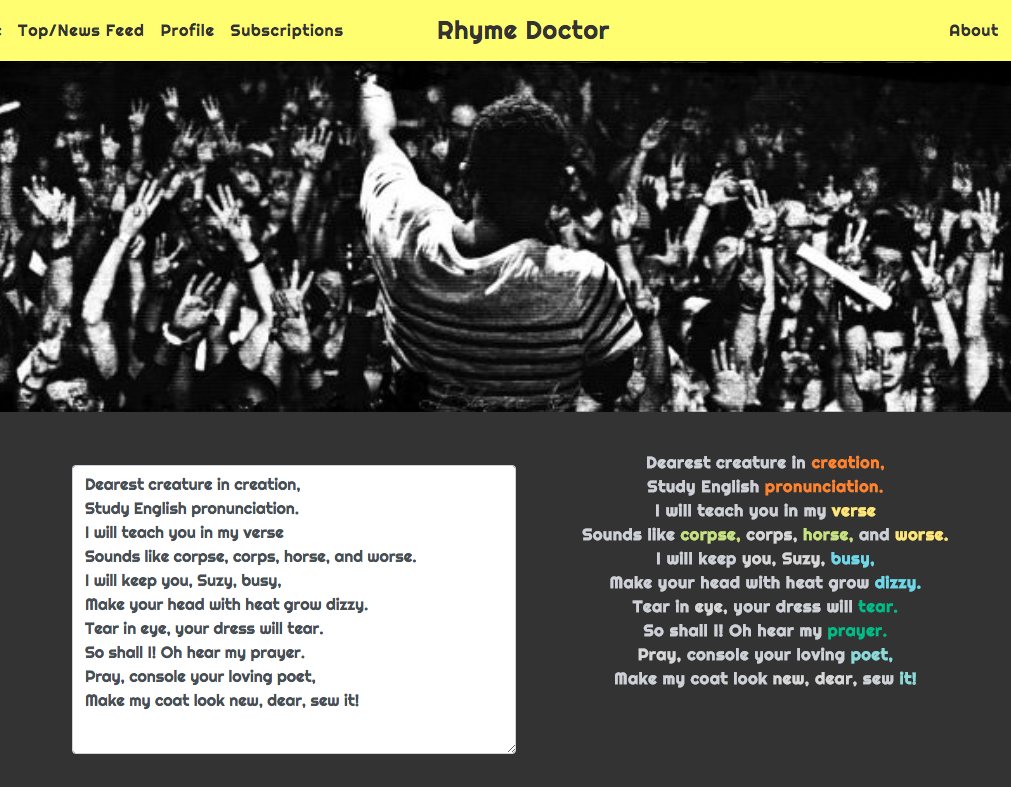 Top/News Feed Profile Subscriptions Rhyme Doctor About
Dearest creature in creation,
Study English pronunciation.
I will teach you in my verse
Sounds like corpse, corps, horse, and worse.
I will keep you, Suzy, busy,
Make your head with heat grow dizzy.
Tear in eye, your dress will tear.
So shall I! Oh hear my prayer.
Pray, console your loving poet,
Make my coat look new, dear, sew it!
Dearest creature in creation,
Study English pronunciation.
I will teach you in my verse
Sounds like corpse, corps, horse, and worse.
I will keep you, Suzy, busy,
Make your head with heat grow dizzy.
Tear in eye, your dress will tear.
So shall I! Oh hear my prayer.
Pray, console your loving poet,
Make my coat look new, dear, sew it!